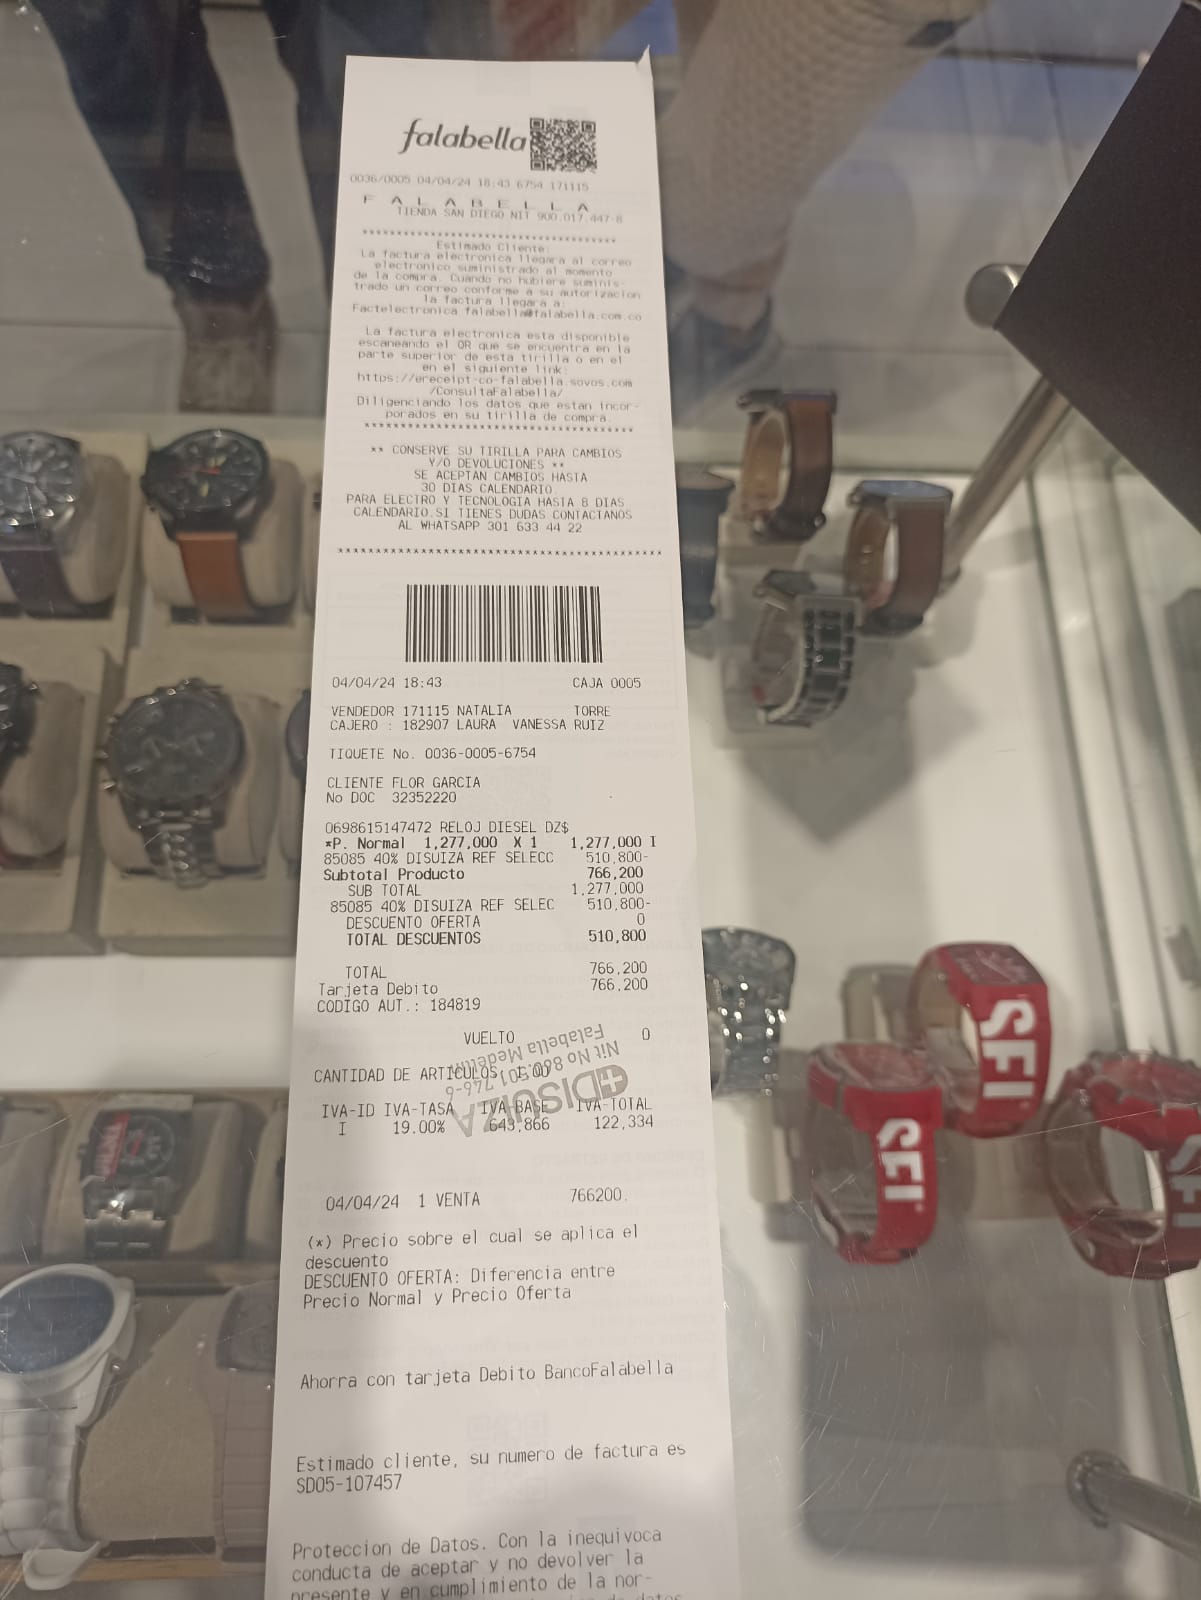 falabella
0036/0005 04/04/24 18:43 6754 171115
F A L A B E L L A
TIENDA SAN DIEGO NIT 900.017.447-8
****************************************
Estimado Cliente:
La factura electronica llegara al correo
electronico suministrado al momento
de la compra. Cuando no hubiere suminis-
trado un correo conforme a su autorizacion
la factura llegara a:
Factelectronica falabella@falabella.com.co
La factura electronica esta disponible
escaneando el QR que se encuentra en la
parte superior de esta tirilla o en el
en el siguiente link:
https://ereceipt-co-falabella.sovos.com
/ConsultaFalabella/
Diligenciando los datos que estan incor-
porados en su tirilla de compra.
****************************************
** CONSERVE SU TIRILLA PARA CAMBIOS
Y/O DEVOLUCIONES **
SE ACEPTAN CAMBIOS HASTA
30 DIAS CALENDARIO.
PARA ELECTRO Y TECNOLOGIA HASTA 8 DIAS
CALENDARIO.SI TIENES DUDAS CONTACTANOS
AL WHATSAPP 301 633 44 22
****************************************
04/04/24 18:43 CAJA 0005
VENDEDOR 171115 NATALIA TORRE
CAJERO : 182907 LAURA VANESSA RUIZ
TIQUETE No. 0036-0005-6754
CLIENTE FLOR GARCIA
No DOC 32352220
0698615147472 RELOJ DIESEL DZ$
*P. Normal 1,277,000 X 1 1,277,000 I
85085 40% DISUIZA REF SELECC 510,800-
Subtotal Producto 766,200
SUB TOTAL 1,277,000
85085 40% DISUIZA REF SELEC 510,800-
DESCUENTO OFERTA 0
TOTAL DESCUENTOS 510,800
TOTAL 766,200
Tarjeta Debito 766,200
CODIGO AUT.: 184819
VUELTO 0
Falabella Medellín
Nit No 860.501.746-6
DISUIZA
CANTIDAD DE ARTICULOS: 1.00
IVA-ID IVA-TASA IVA-BASE IVA-TOTAL
I 19.00% 643,866 122,334
04/04/24 1 VENTA 766200.
(*) Precio sobre el cual se aplica el
descuento
DESCUENTO OFERTA: Diferencia entre
Precio Normal y Precio Oferta
Ahorra con tarjeta Debito BancoFalabella
Estimado cliente, su numero de factura es
SD05-107457
Proteccion de Datos. Con la inequivoca
conducta de aceptar y no devolver la
presente y en cumplimiento de la nor-
SFI
SFI
SFI